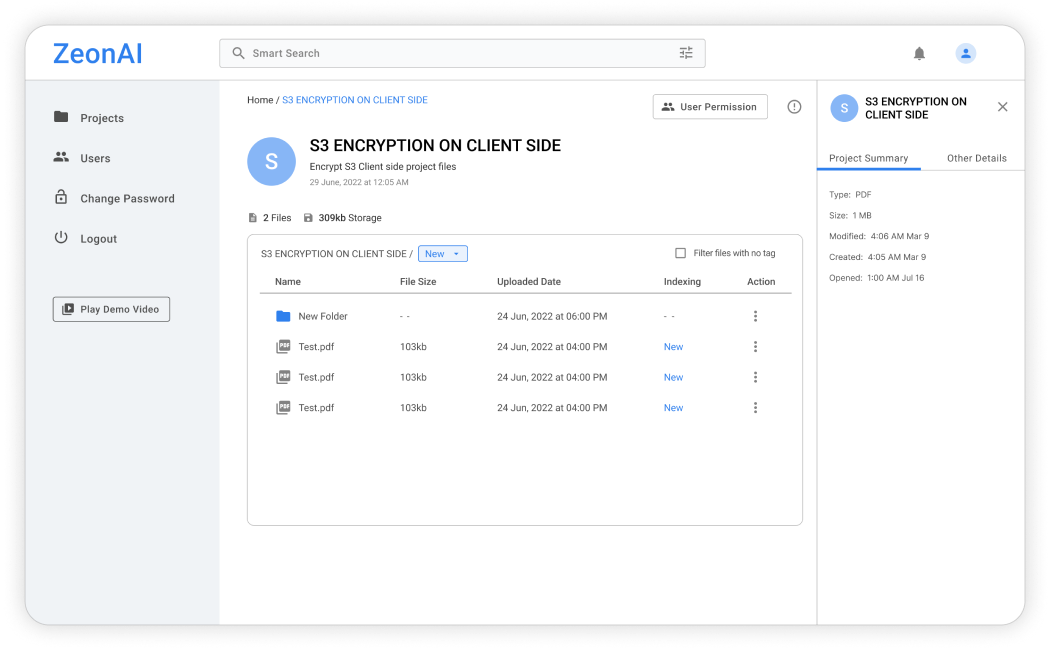 ZeonAI
Smart Search
Projects
Users
Change Password
Logout
Play Demo Video
Home / S3 ENCRYPTION ON CLIENT SIDE
User Permission
S
S3 ENCRYPTION ON CLIENT SIDE
Encrypt S3 Client side project files
29 June, 2022 at 12:05 AM
2 Files 309kb Storage
S3 ENCRYPTION ON CLIENT SIDE / New
Filter files with no tag
Name File Size Uploaded Date Indexing Action
New Folder - - 24 Jun, 2022 at 06:00 PM - -
PDF Test.pdf 103kb 24 Jun, 2022 at 04:00 PM New
PDF Test.pdf 103kb 24 Jun, 2022 at 04:00 PM New
PDF Test.pdf 103kb 24 Jun, 2022 at 04:00 PM New
S
S3 ENCRYPTION ON
CLIENT SIDE
Project Summary Other Details
Type: PDF
Size: 1 MB
Modified: 4:06 AM Mar 9
Created: 4:05 AM Mar 9
Opened: 1:00 AM Jul 16